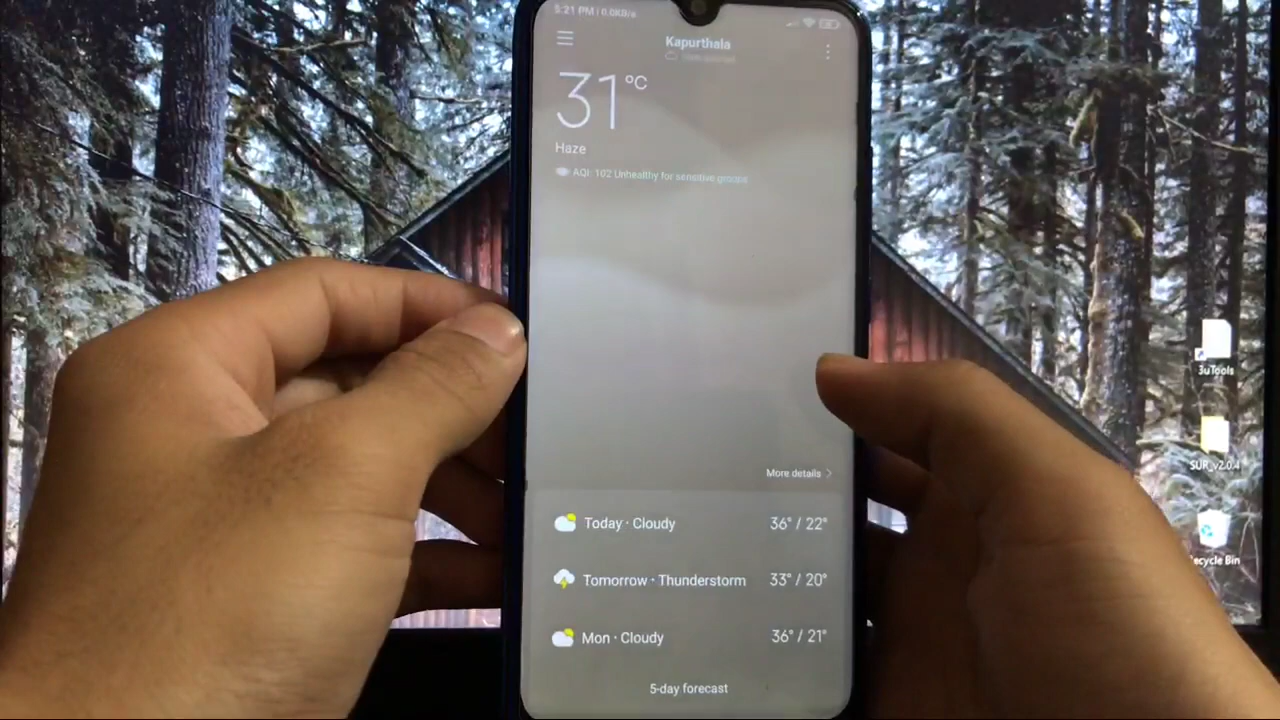 5:21 PM | 0.0KB/s
Kapurthala
31°C
Haze
AQI: 102 Unhealthy for sensitive groups
More details >
Today · Cloudy 36° / 22°
Tomorrow · Thunderstorm 33° / 20°
Mon · Cloudy 36° / 21°
5-day forecast
3uTools
SUR_v2.0.4
Recycle Bin